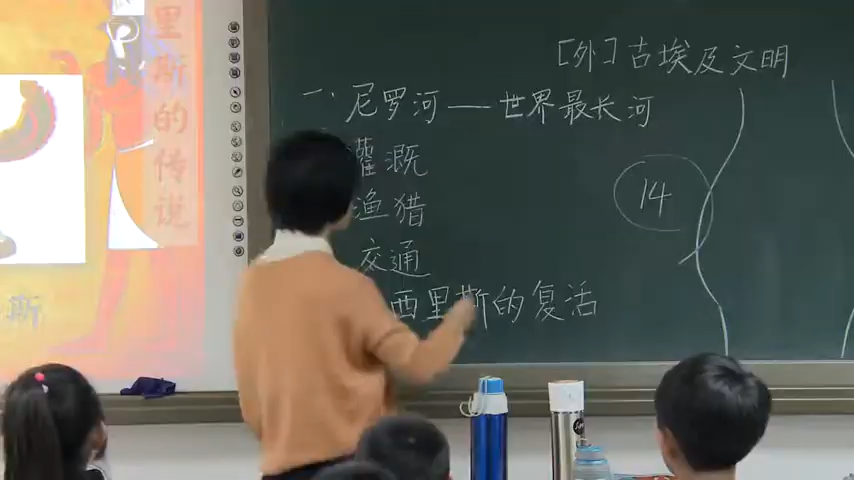 [外]古埃及文明
一、尼罗河——世界最长河
灌溉
渔猎
交通
西里斯的复活
14
里斯的传说
斯